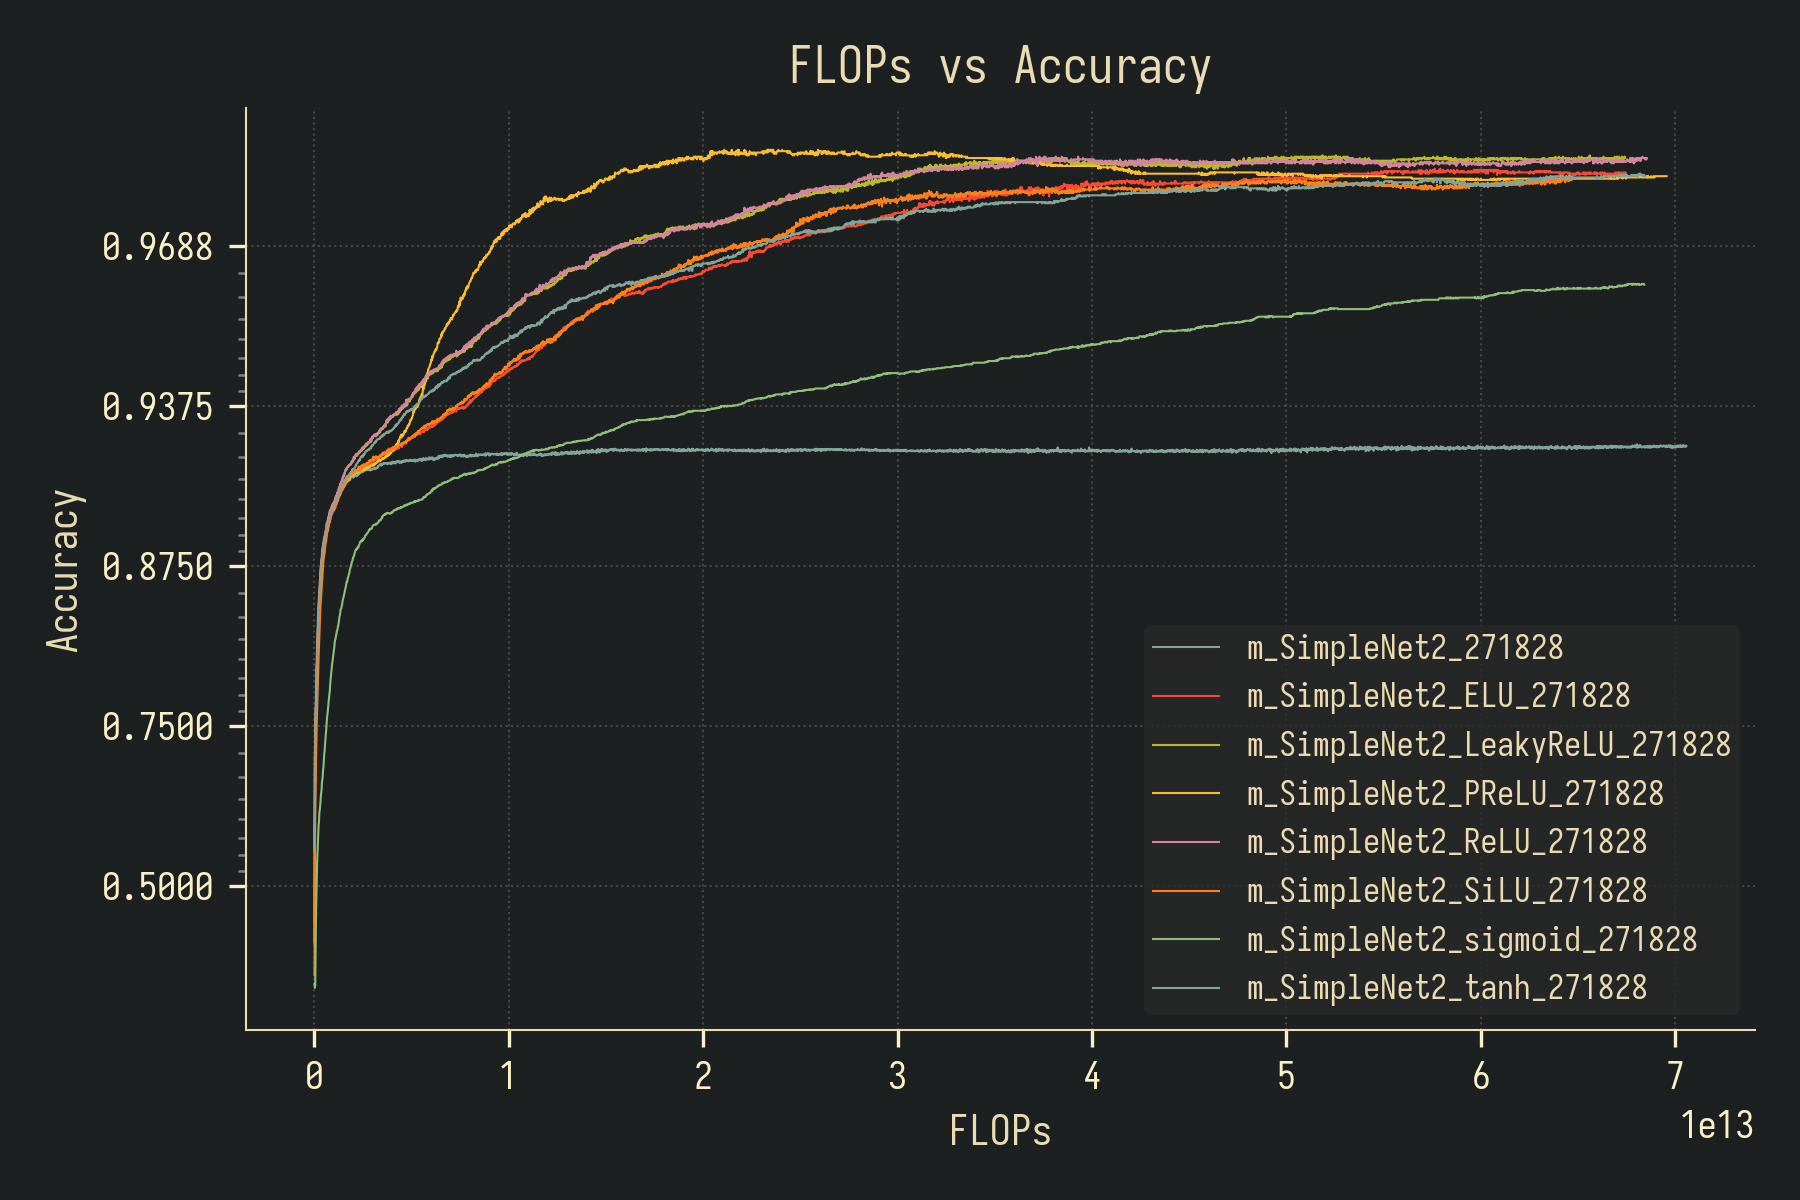 FLOPs vs Accuracy
Accuracy
0.9688
0.9375
0.8750
0.7500
0.5000
m_SimpleNet2_271828
m_SimpleNet2_ELU_271828
m_SimpleNet2_LeakyReLU_271828
m_SimpleNet2_PReLU_271828
m_SimpleNet2_ReLU_271828
m_SimpleNet2_SiLU_271828
m_SimpleNet2_sigmoid_271828
m_SimpleNet2_tanh_271828
0 1 2 3 4 5 6 7
FLOPs
1e13